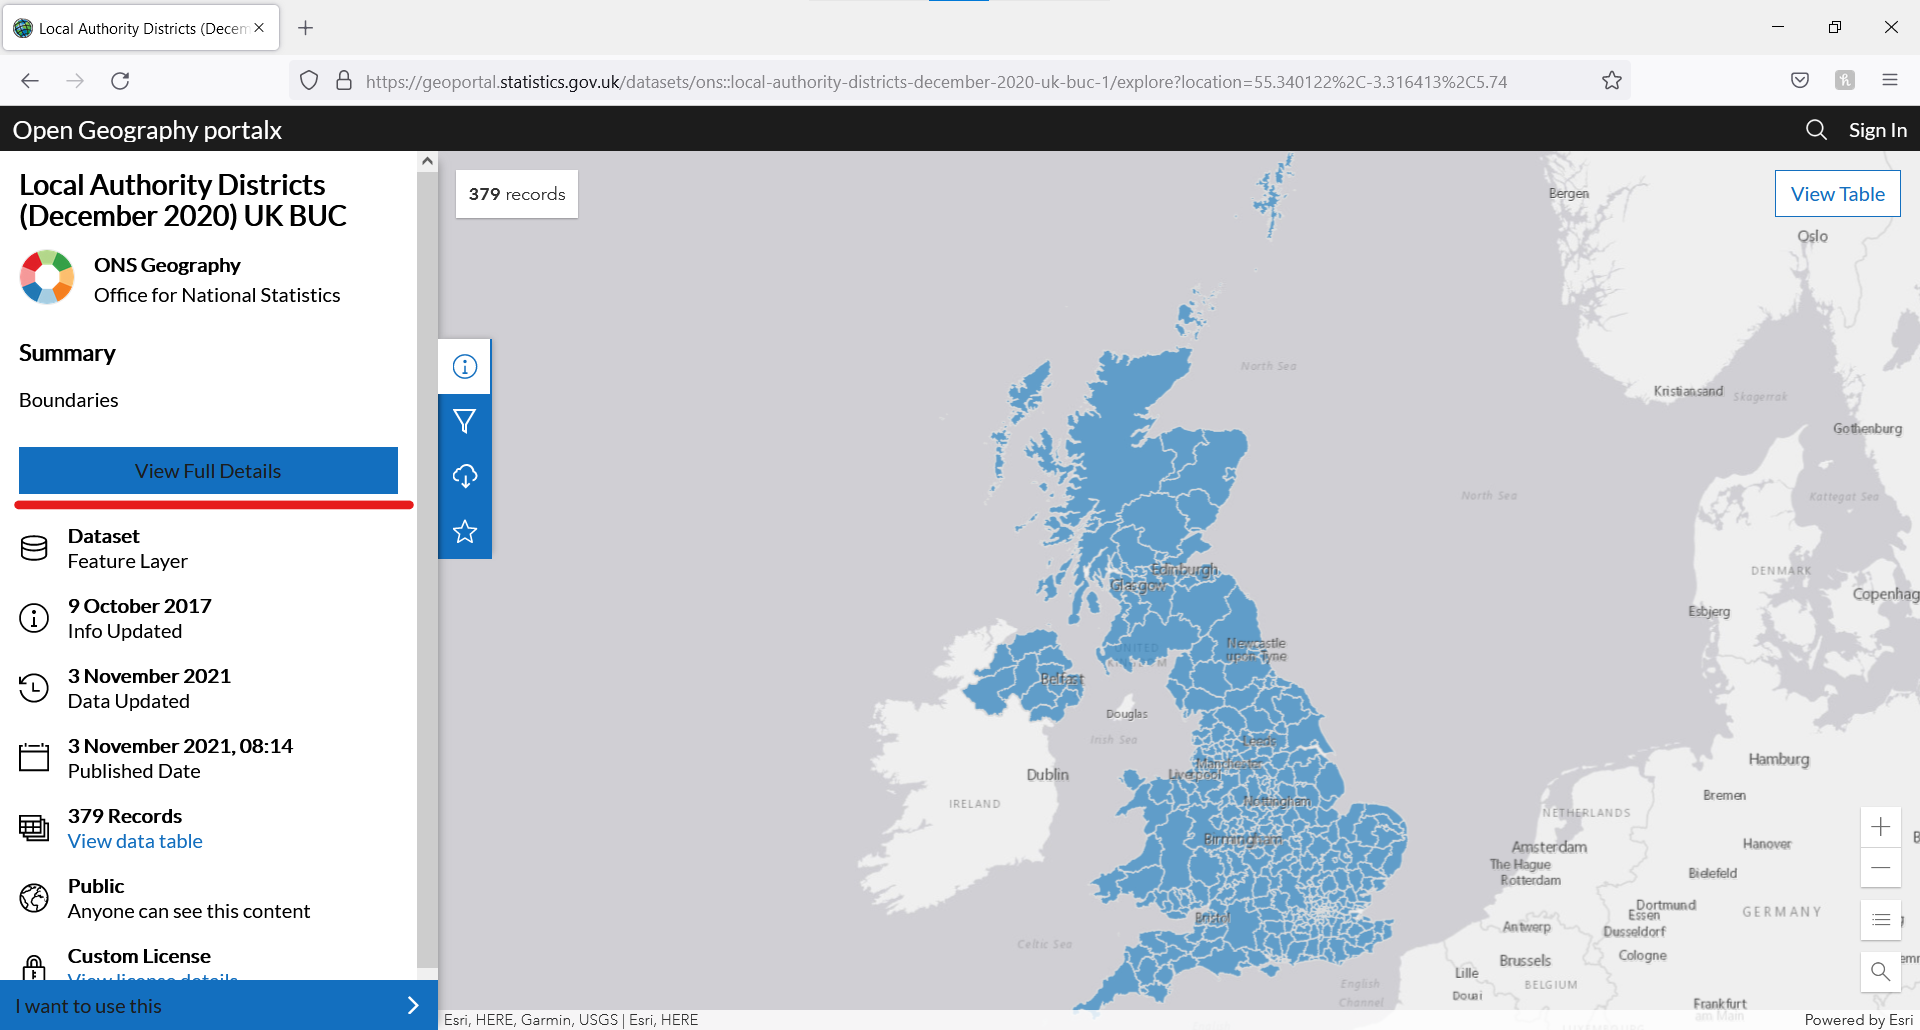 Local Authority Districts (Decem
https://geoportal.statistics.gov.uk/datasets/ons::local-authority-districts-december-2020-uk-buc-1/explore?location=55.340122%2C-3.316413%2C5.74
Open Geography portalx
Sign In
Local Authority Districts
(December 2020) UK BUC
ONS Geography
Office for National Statistics
Summary
Boundaries
View Full Details
Dataset
Feature Layer
9 October 2017
Info Updated
3 November 2021
Data Updated
3 November 2021, 08:14
Published Date
379 Records
View data table
Public
Anyone can see this content
Custom License
View license details
I want to use this
379 records
View Table
Bergen
Oslo
North Sea
Kristiansand
Skagerrak
Gothenburg
North Sea
Kattegat Sea
Edinburgh
Glasgow
DENMARK
Copenhag
Esbjerg
Newcastle
upon Tyne
UNITED
KINGDOM
Belfast
Douglas
Irish Sea
Leeds
Manchester
Liverpool
Dublin
IRELAND
Nottingham
Birmingham
Hamburg
Bremen
NETHERLANDS
Amsterdam
Hanover
The Hague
Rotterdam
Bielefeld
Dortmund
Essen
GERMANY
Dusseldorf
Antwerp
Bristol
Celtic Sea
Cologne
Brussels
Lille
BELGIUM
Douai
English
Channel
Frankfurt
am Main
LUXEMBOURG
Esri, HERE, Garmin, USGS | Esri, HERE
Powered by Esri